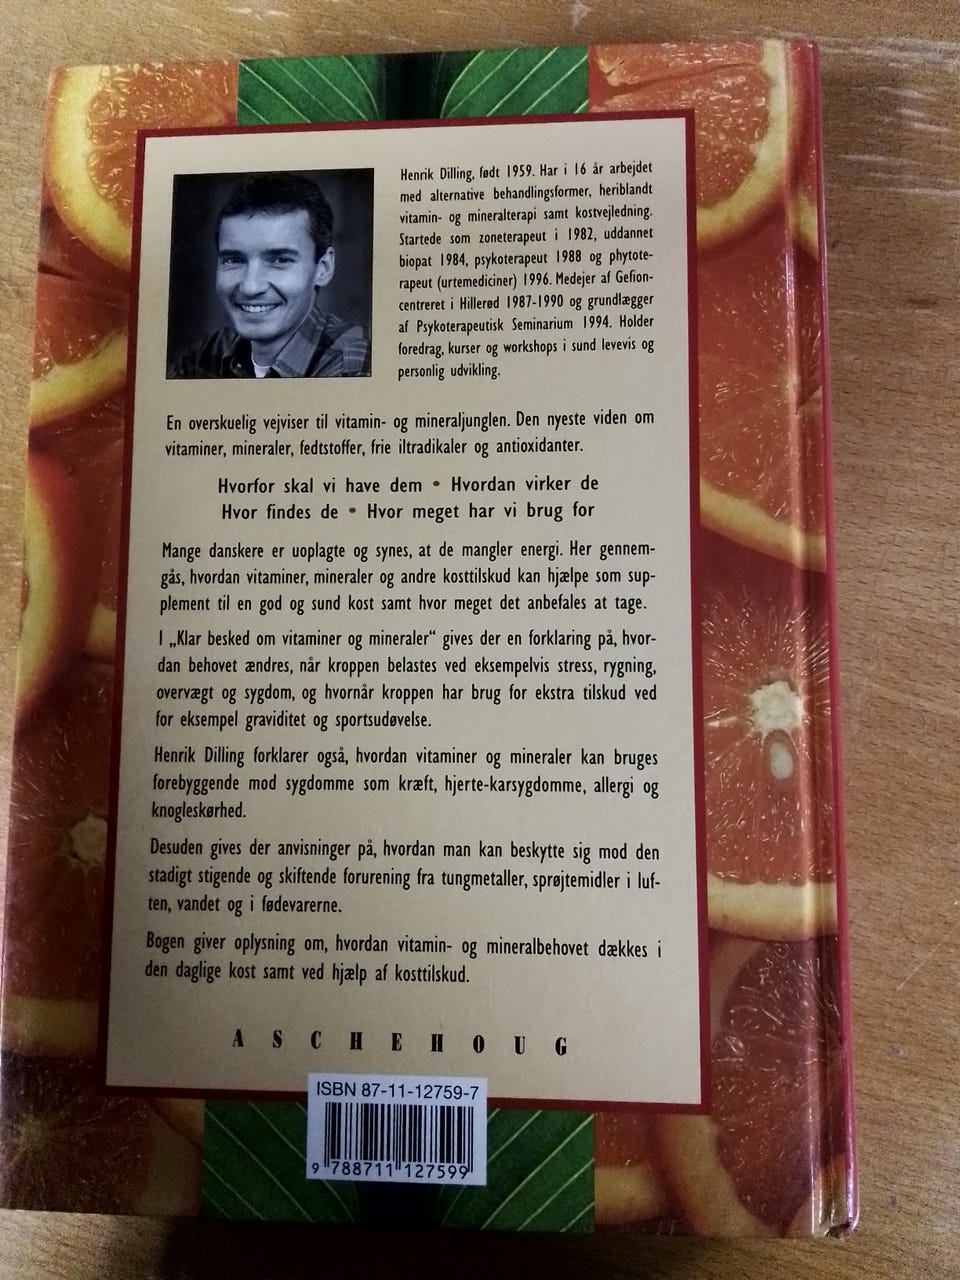 Henrik Dilling, født 1959. Har i 16 år arbejdet
med alternative behandlingsformer, heriblandt
vitamin- og mineralterapi samt kostvejledning.
Startede som zoneterapeut i 1982, uddannet
biopat 1984, psykoterapeut 1988 og phytote-
rapeut (urtemediciner) 1996. Medejer af Gefion-
centreret i Hillerød 1987-1990 og grundlægger
af Psykoterapeutisk Seminarium 1994. Holder
foredrag, kurser og workshops i sund levevis og
personlig udvikling.
En overskuelig vejviser til vitamin- og mineraljunglen. Den nyeste viden om
vitaminer, mineraler, fedtstoffer, frie iltradikaler og antioxidanter.
Hvorfor skal vi have dem • Hvordan virker de
Hvor findes de • Hvor meget har vi brug for
Mange danskere er uoplagte og synes, at de mangler energi. Her gennem-
gås, hvordan vitaminer, mineraler og andre kosttilskud kan hjælpe som sup-
plement til en god og sund kost samt hvor meget det anbefales at tage.
I „Klar besked om vitaminer og mineraler“ gives der en forklaring på, hvor-
dan behovet ændres, når kroppen belastes ved eksempelvis stress, rygning,
overvægt og sygdom, og hvornår kroppen har brug for ekstra tilskud ved
for eksempel graviditet og sportsudøvelse.
Henrik Dilling forklarer også, hvordan vitaminer og mineraler kan bruges
forebyggende mod sygdomme som kræft, hjerte-karsygdomme, allergi og
knogleskørhed.
Desuden gives der anvisninger på, hvordan man kan beskytte sig mod den
stadigt stigende og skiftende forurening fra tungmetaller, sprøjtemidler i luf-
ten, vandet og i fødevarerne.
Bogen giver oplysning om, hvordan vitamin- og mineralbehovet dækkes i
den daglige kost samt ved hjælp af kosttilskud.
ASCHEHOUG
ISBN 87-11-12759-7
9 788711 127599